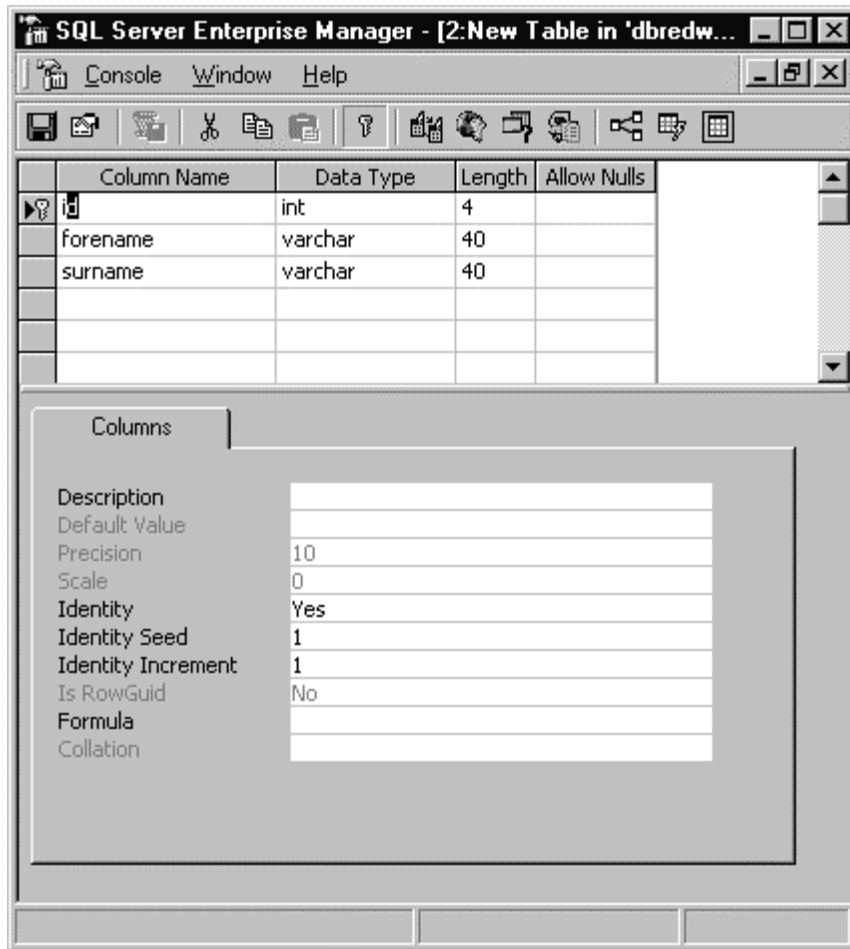 SQL Server Enterprise Manager - [2:New Table in 'dbredw...
Console Window Help
Column Name Data Type Length Allow Nulls
id int 4
forename varchar 40
surname varchar 40
Columns
Description
Default Value
Precision 10
Scale 0
Identity Yes
Identity Seed 1
Identity Increment 1
Is RowGuid No
Formula
Collation